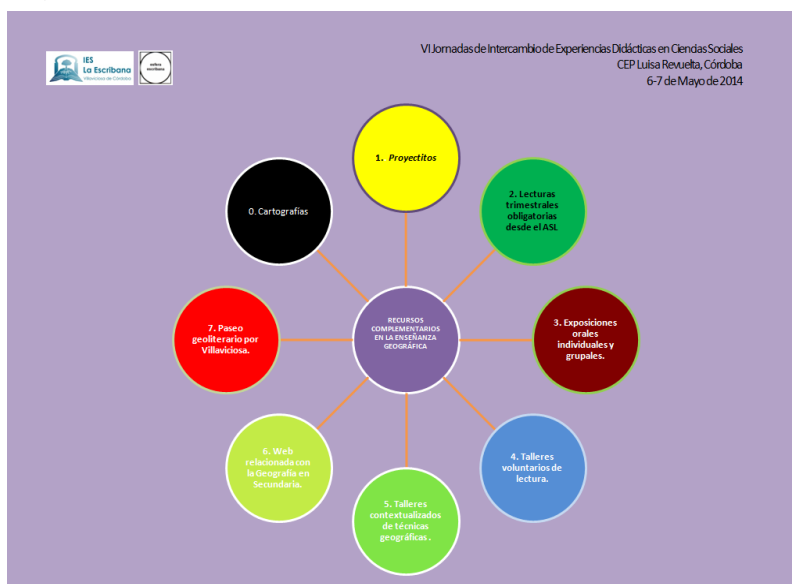 IES
La Escribana
Villaviciosa de Córdoba
esfera
escribana
VI Jornadas de Intercambio de Experiencias Didácticas en Ciencias Sociales
CEP Luisa Revuelta, Córdoba
6-7 de Mayo de 2014
0. Cartografías
1. Proyectitos
2. Lecturas
trimestrales
obligatorias
desde el ASL
3. Exposiciones
orales
individuales y
grupales.
4. Talleres
voluntarios de
lectura.
5. Talleres
contextualizados
de técnicas
geográficas .
6. Web
relacionada con
la Geografía en
Secundaria.
7. Paseo
geoliterario por
Villaviciosa.
RECURSOS
COMPLEMENTARIOS
EN LA ENSEÑANZA
GEOGRÁFICA